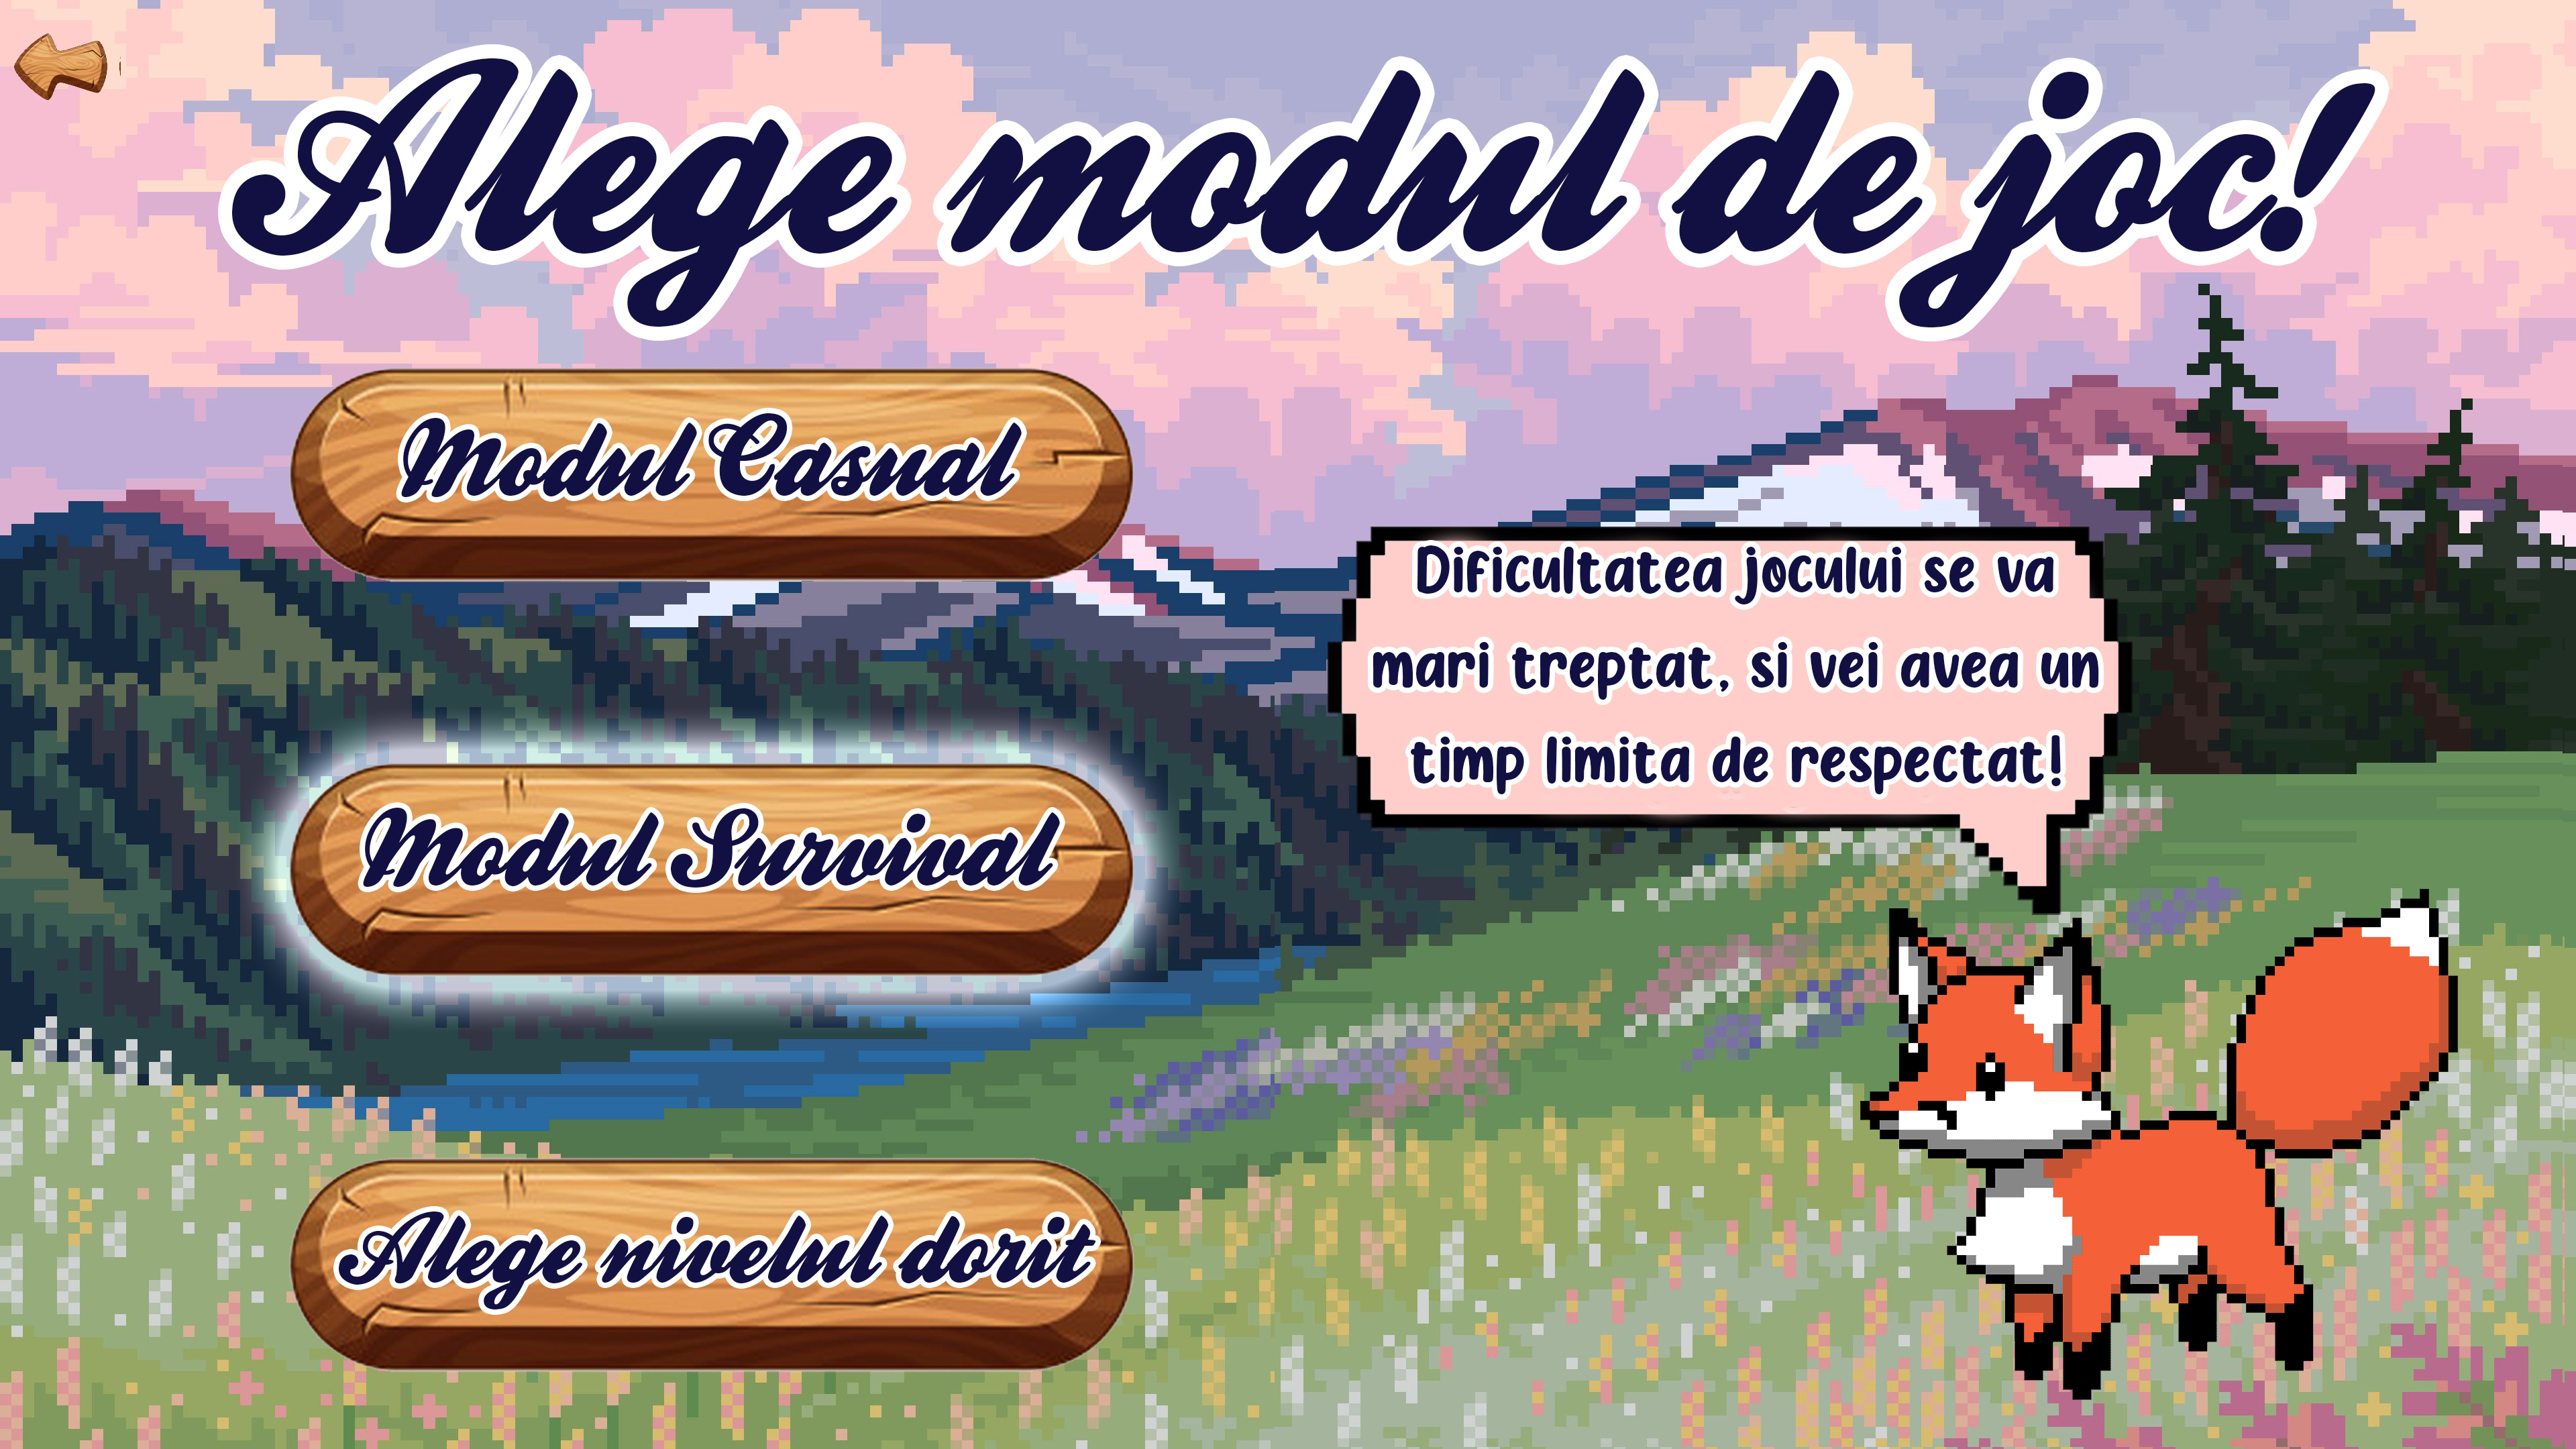 Alege modul de joc!
Modul Casual
Dificultatea jocului se va
mari treptat, si vei avea un
timp limita de respectat!
Modul Survival
Alege nivelul dorit